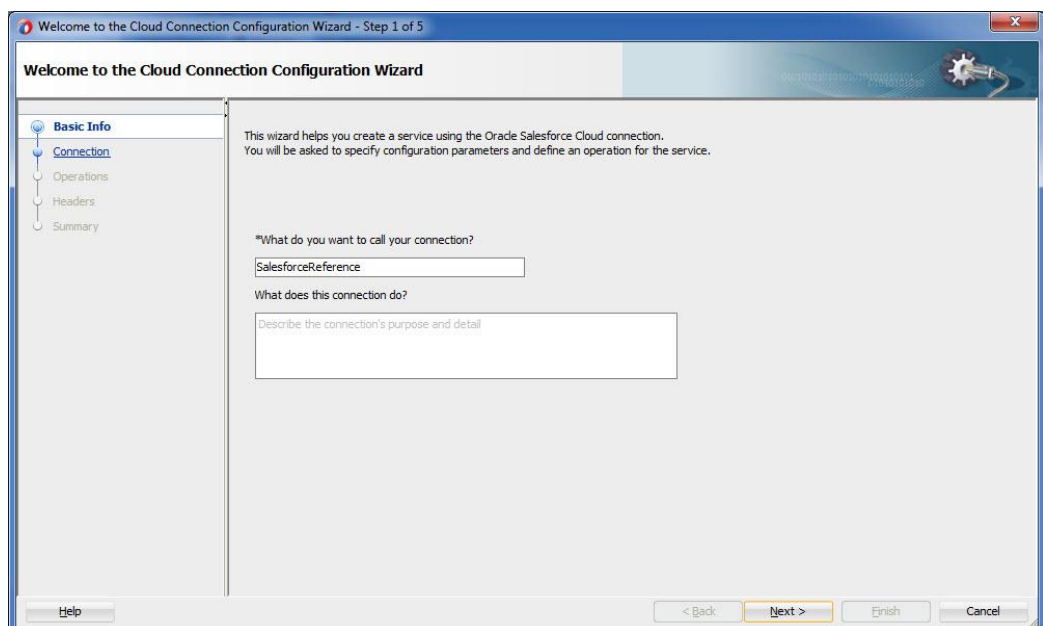 Welcome to the Cloud Connection Configuration Wizard - Step 1 of 5
Welcome to the Cloud Connection Configuration Wizard
Basic Info
Connection
Operations
Headers
Summary
This wizard helps you create a service using the Oracle Salesforce Cloud connection.
You will be asked to specify configuration parameters and define an operation for the service.
*What do you want to call your connection?
SalesforceReference
What does this connection do?
Describe the connection's purpose and detail
Help
< Back
Next >
Finish
Cancel